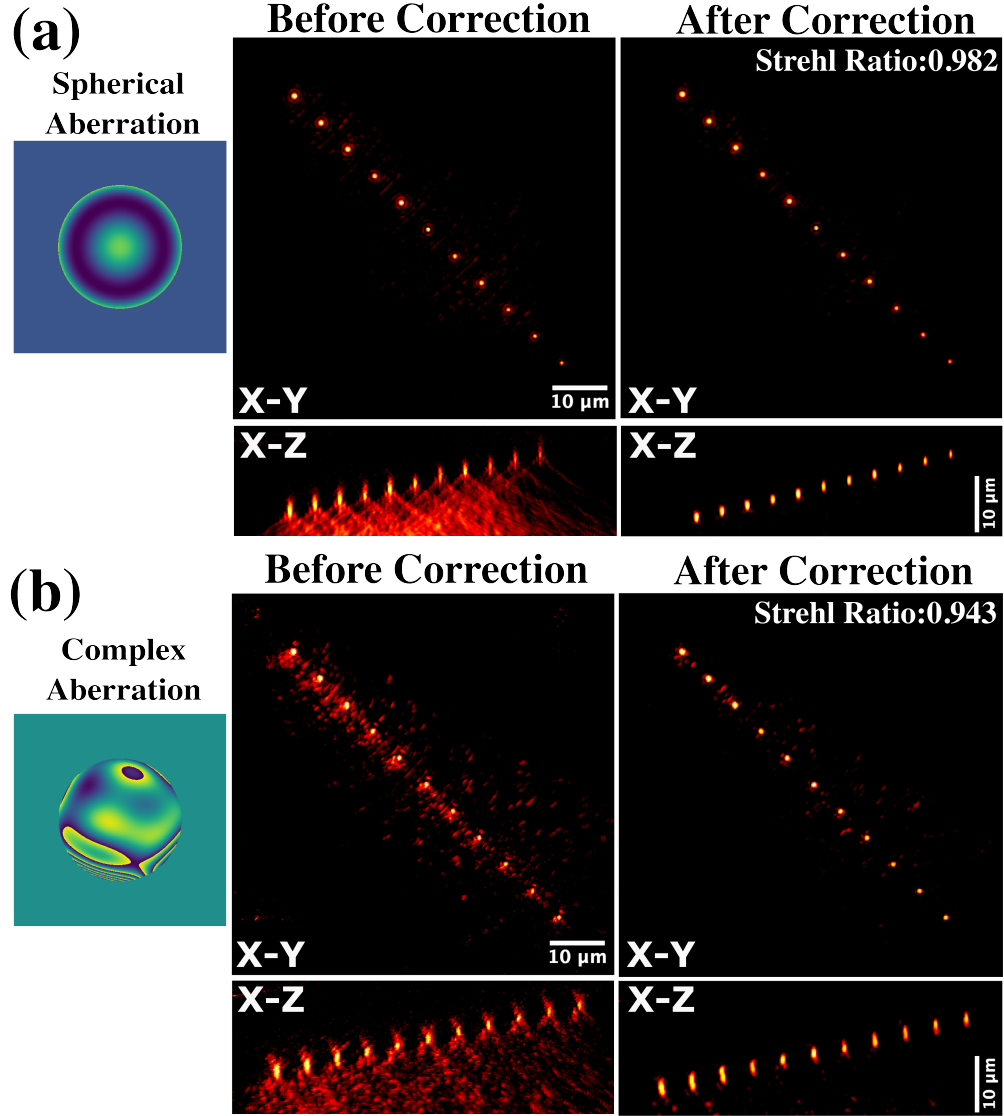 (a)
Before Correction
After Correction
Spherical
Aberration
Strehl Ratio:0.982
X-Y
10 μm
X-Y
X-Z
X-Z
10 μm
(b)
Before Correction
After Correction
Complex
Aberration
Strehl Ratio:0.943
X-Y
10 μm
X-Y
X-Z
X-Z
10 μm